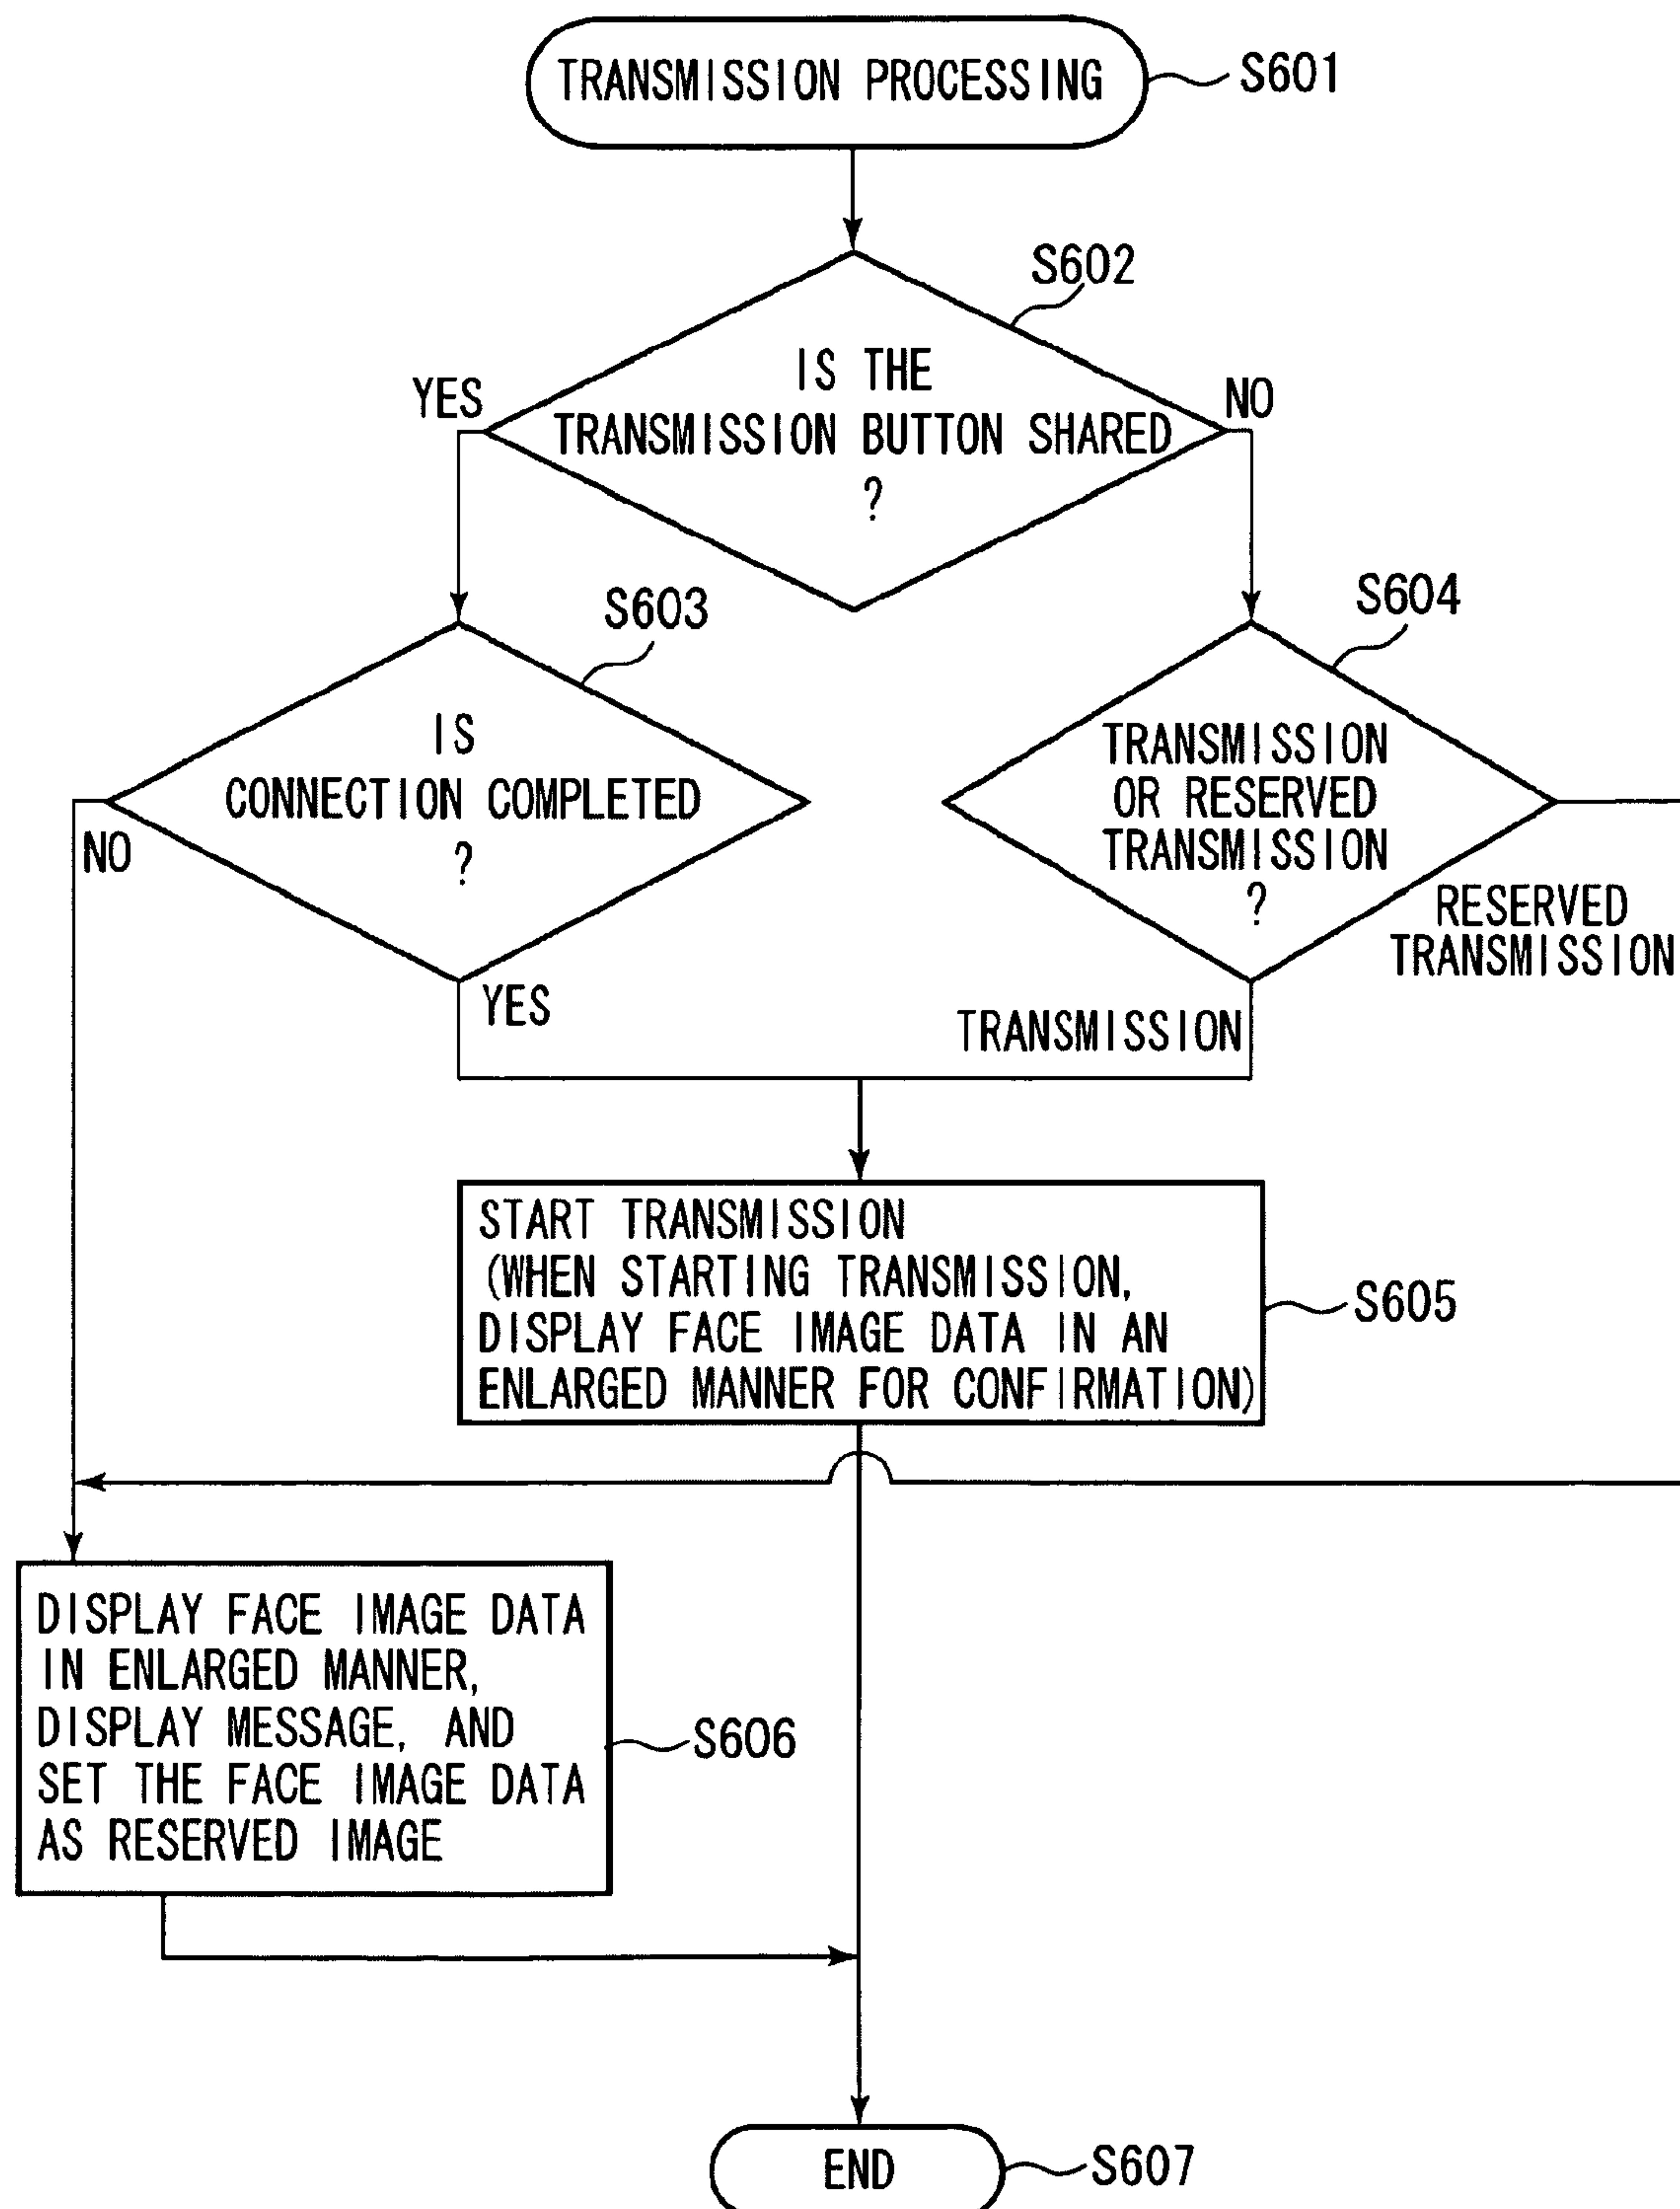 TRANSMISSION PROCESSING
S601
S602
IS THE
TRANSMISSION BUTTON SHARED
?
YES
NO
S603
S604
IS
CONNECTION COMPLETED
?
NO
YES
TRANSMISSION
OR RESERVED
TRANSMISSION
?
RESERVED
TRANSMISSION
TRANSMISSION
START TRANSMISSION
(WHEN STARTING TRANSMISSION,
DISPLAY FACE IMAGE DATA IN AN
ENLARGED MANNER FOR CONFIRMATION)
S605
DISPLAY FACE IMAGE DATA
IN ENLARGED MANNER,
DISPLAY MESSAGE, AND
SET THE FACE IMAGE DATA
AS RESERVED IMAGE
S606
END
S607